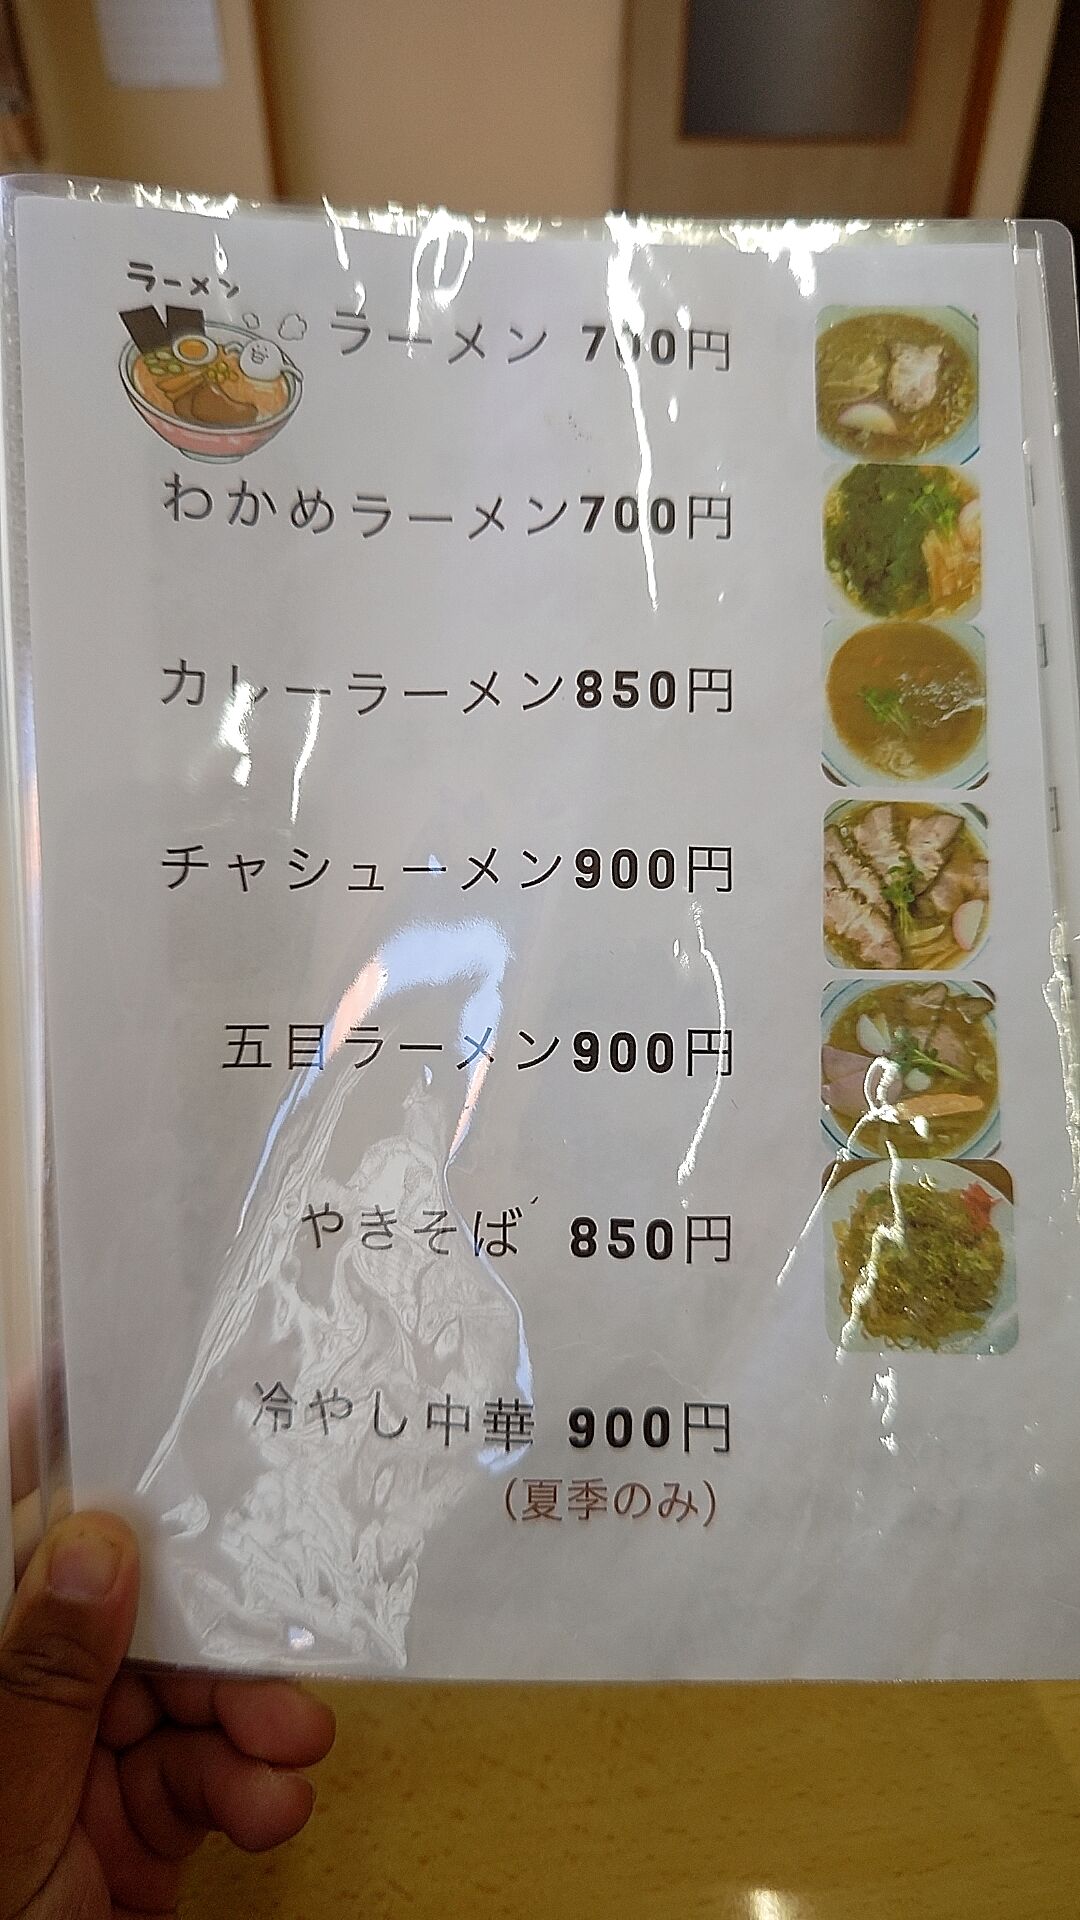 ラーメン
ラーメン 700円
わかめラーメン700円
カレーラーメン850円
チャシューメン900円
五目ラーメン900円
やきそば 850円
冷やし中華 900円
(夏季のみ)